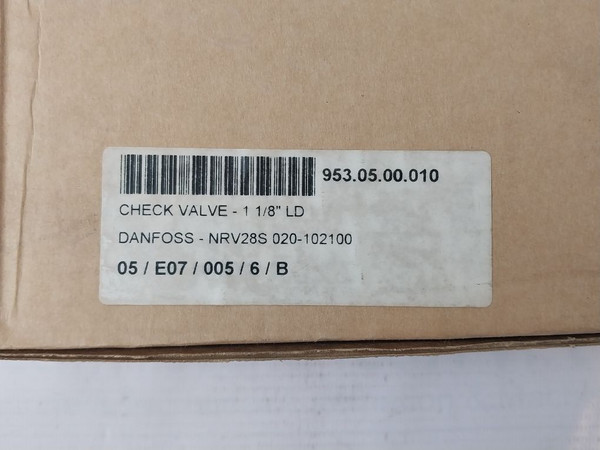 953.05.00.010
CHECK VALVE - 1 1/8" LD
DANFOSS - NRV28S 020-102100
05 / E07 / 005 / 6 / B